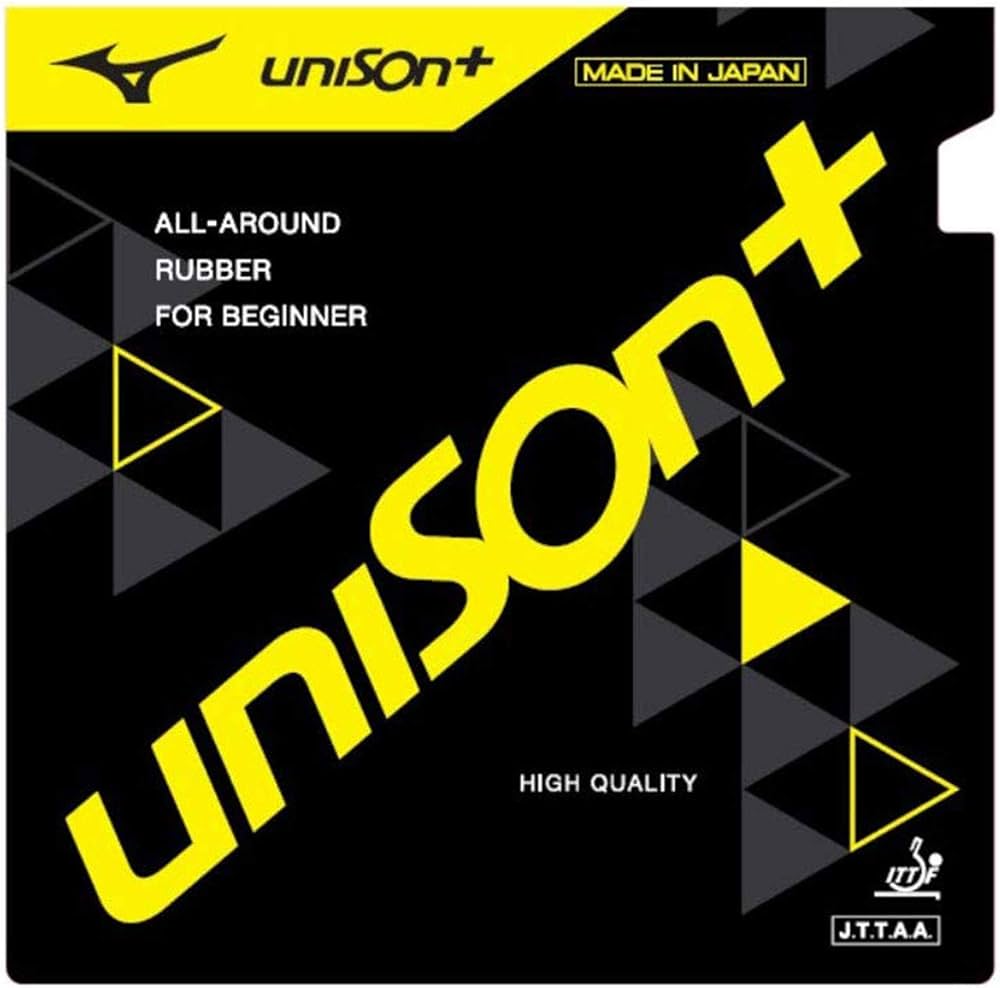 unison+
MADE IN JAPAN
ALL-AROUND
RUBBER
FOR BEGINNER
unison+
HIGH QUALITY
ITTF
J.T.T.A.A.